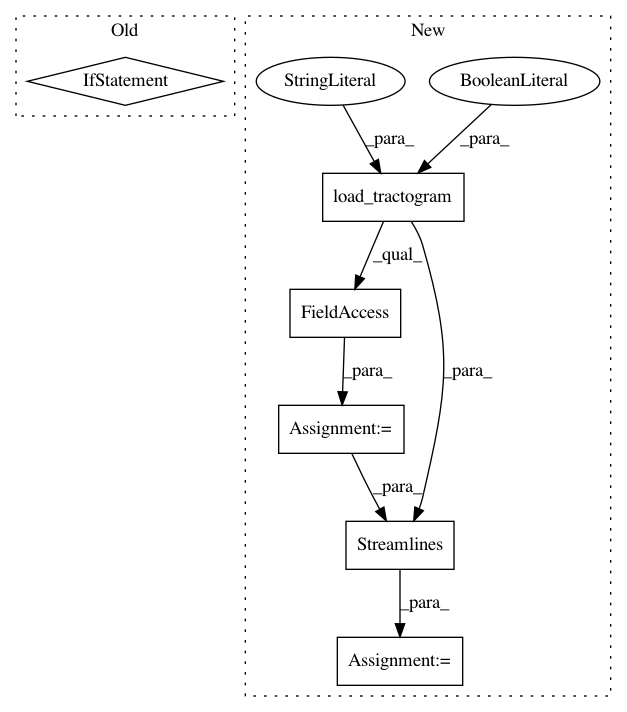 Old
New
IfStatement
StringLiteral
BooleanLiteral
_para_
_para_
load_tractogram
_qual_
FieldAccess
_para_
_para_
Assignment:=
_para_
Streamlines
_para_
Assignment:=